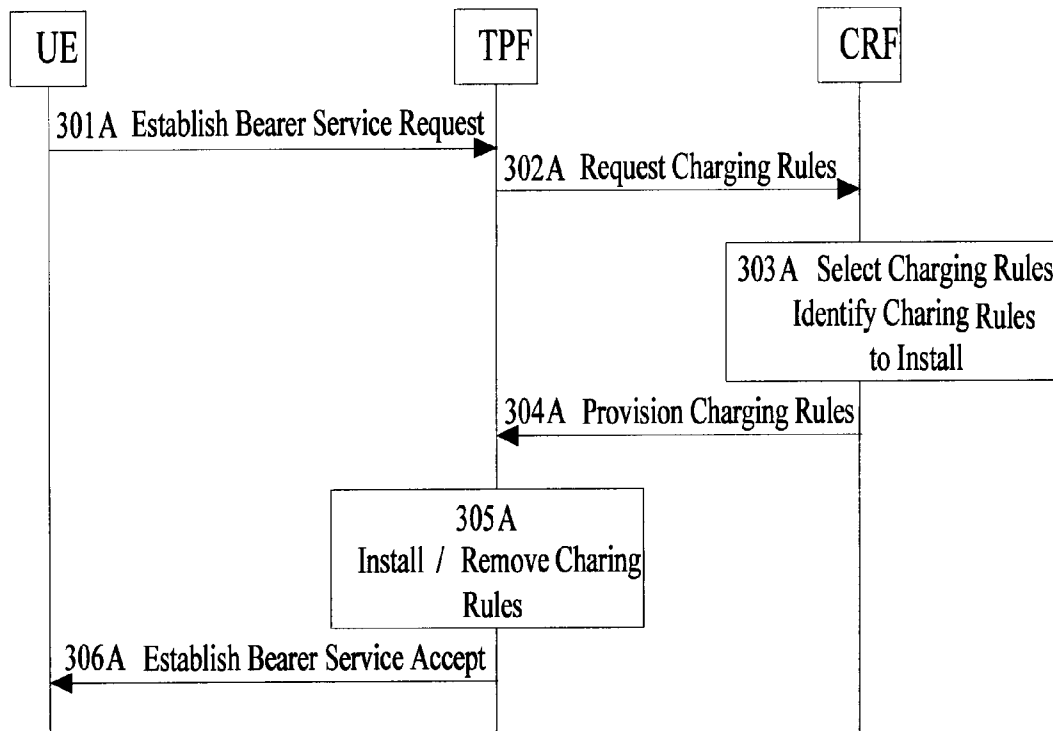 UE
TPF
CRF
301A Establish Bearer Service Request
302A Request Charging Rules
303A Select Charging Rules
Identify Charing Rules
to Install
304A Provision Charging Rules
305A
Install / Remove Charing
Rules
306A Establish Bearer Service Accept